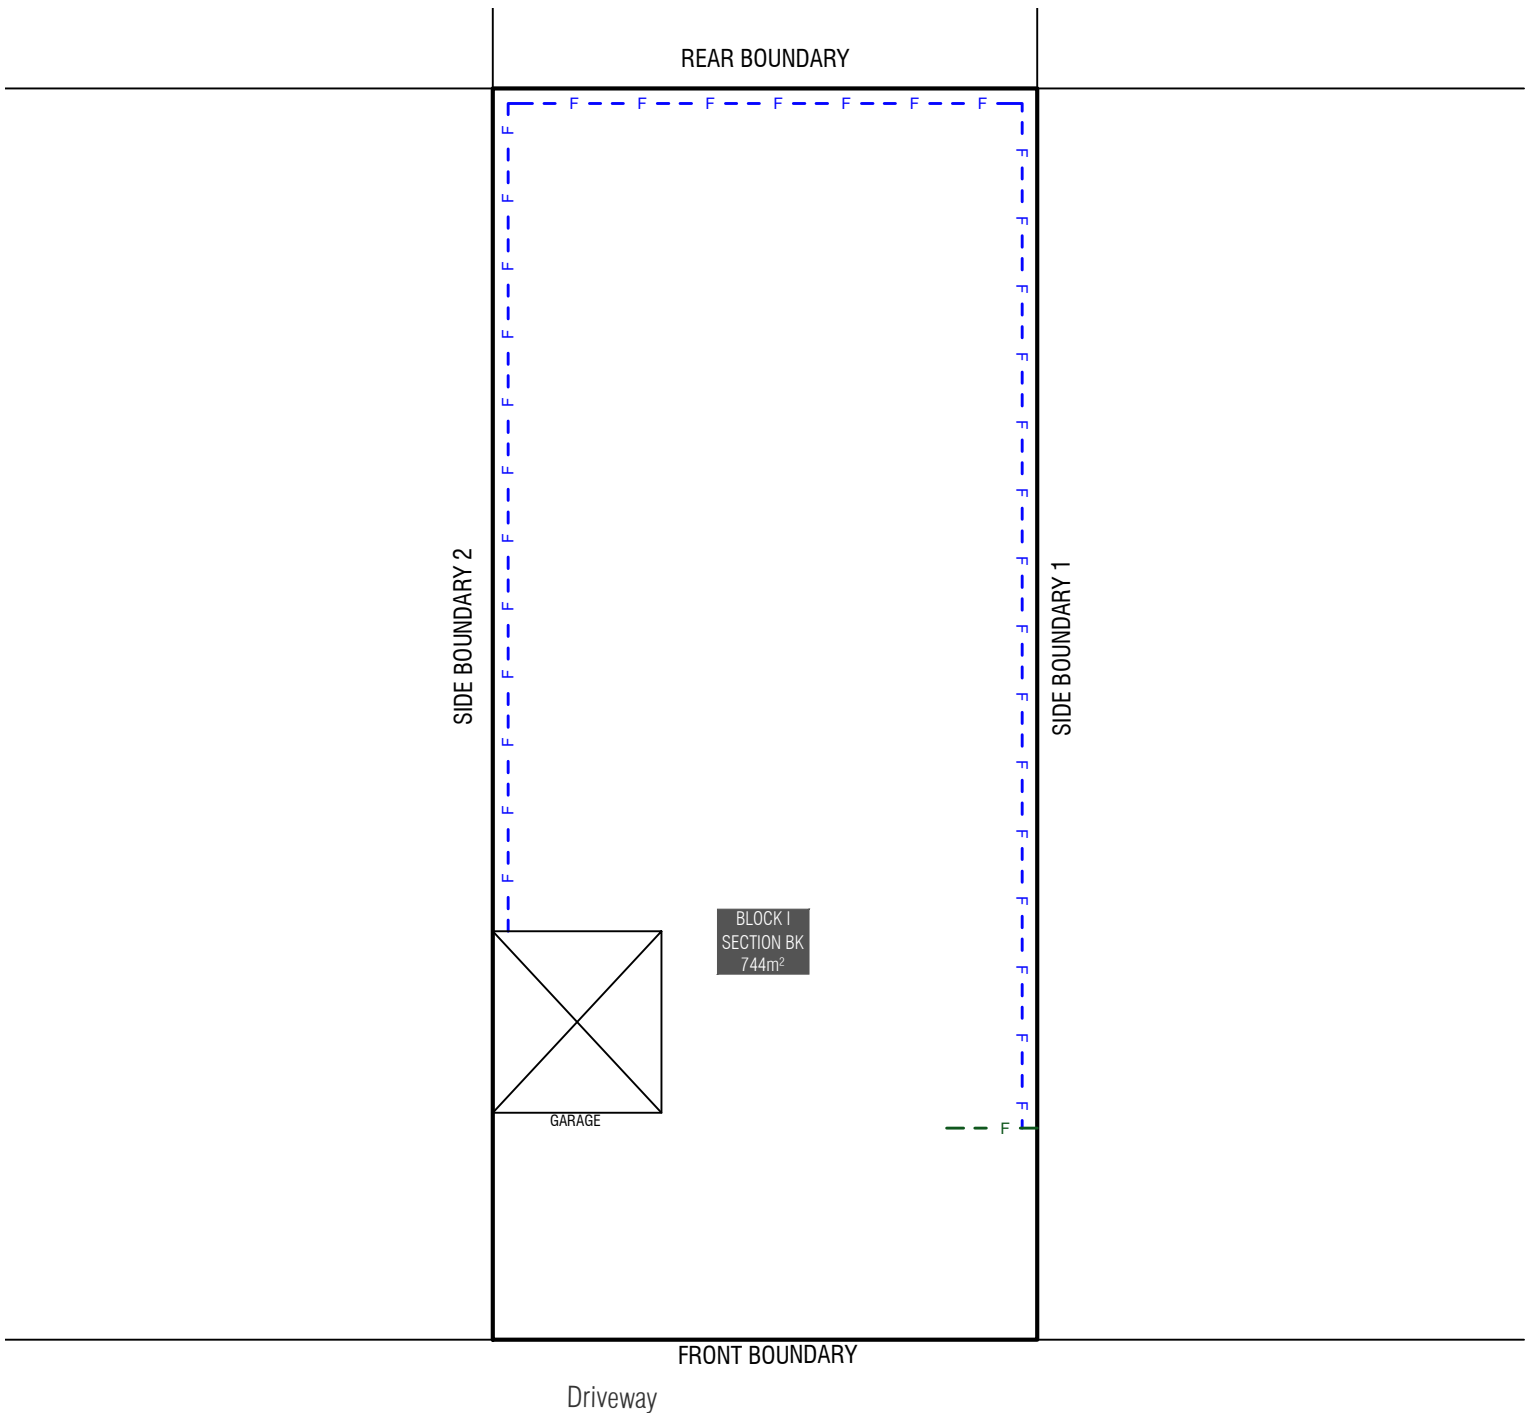 REAR BOUNDARY
F F F F F F F
F F F F F F F F F F F F
F F F F F F F F F F F F F F F
SIDE BOUNDARY 2
SIDE BOUNDARY 1
BLOCK I
SECTION BK
744m²
GARAGE
F
FRONT BOUNDARY
Driveway